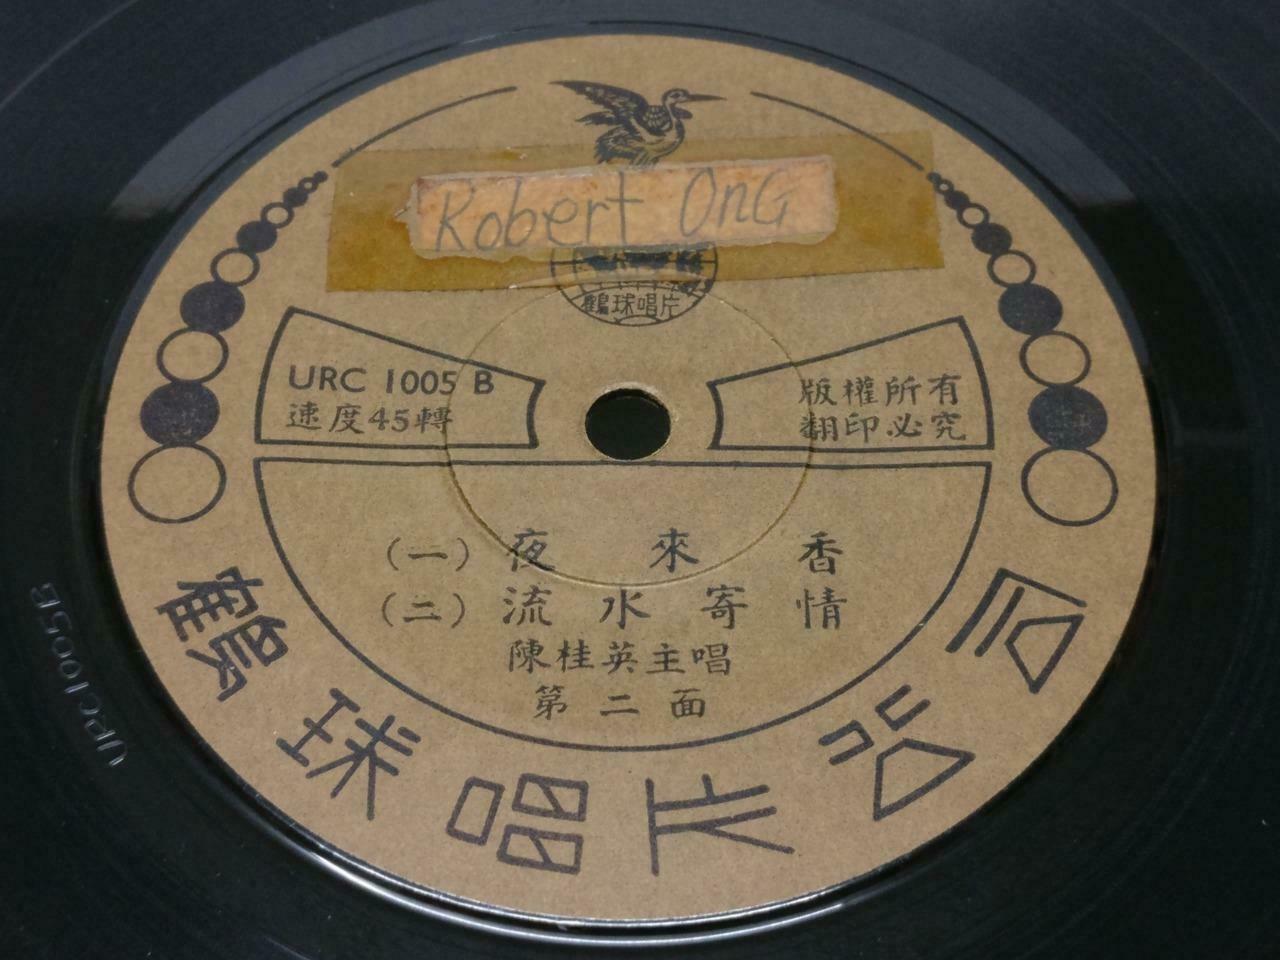 Robert OnG
鶴球唱片
URC 1005 B
速度45轉
版權所有
翻印必究
（一）夜來香
（二）流水寄情
陳桂英主唱
第二面
鶴球唱片公司
URC1005B